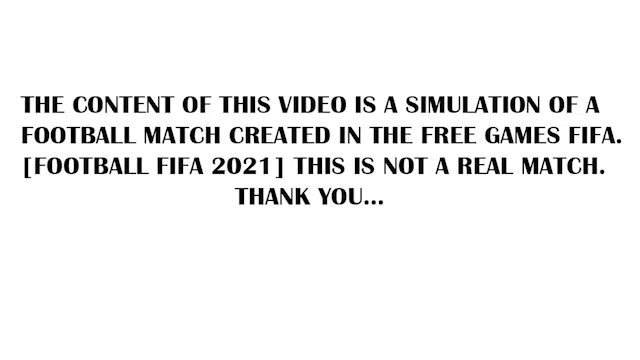 THE CONTENT OF THIS VIDEO IS A SIMULATION OF A
FOOTBALL MATCH CREATED IN THE FREE GAMES FIFA.
[FOOTBALL FIFA 2021] THIS IS NOT A REAL MATCH.
THANK YOU...